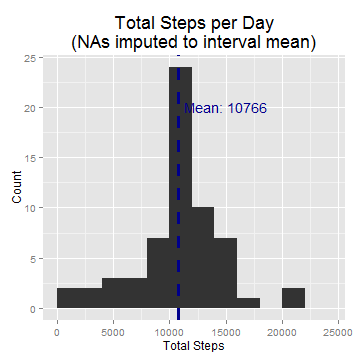 Total Steps per Day
(NAs imputed to interval mean)
25
20
15
10
5
0
Count
Mean: 10766
0 5000 10000 15000 20000 25000
Total Steps